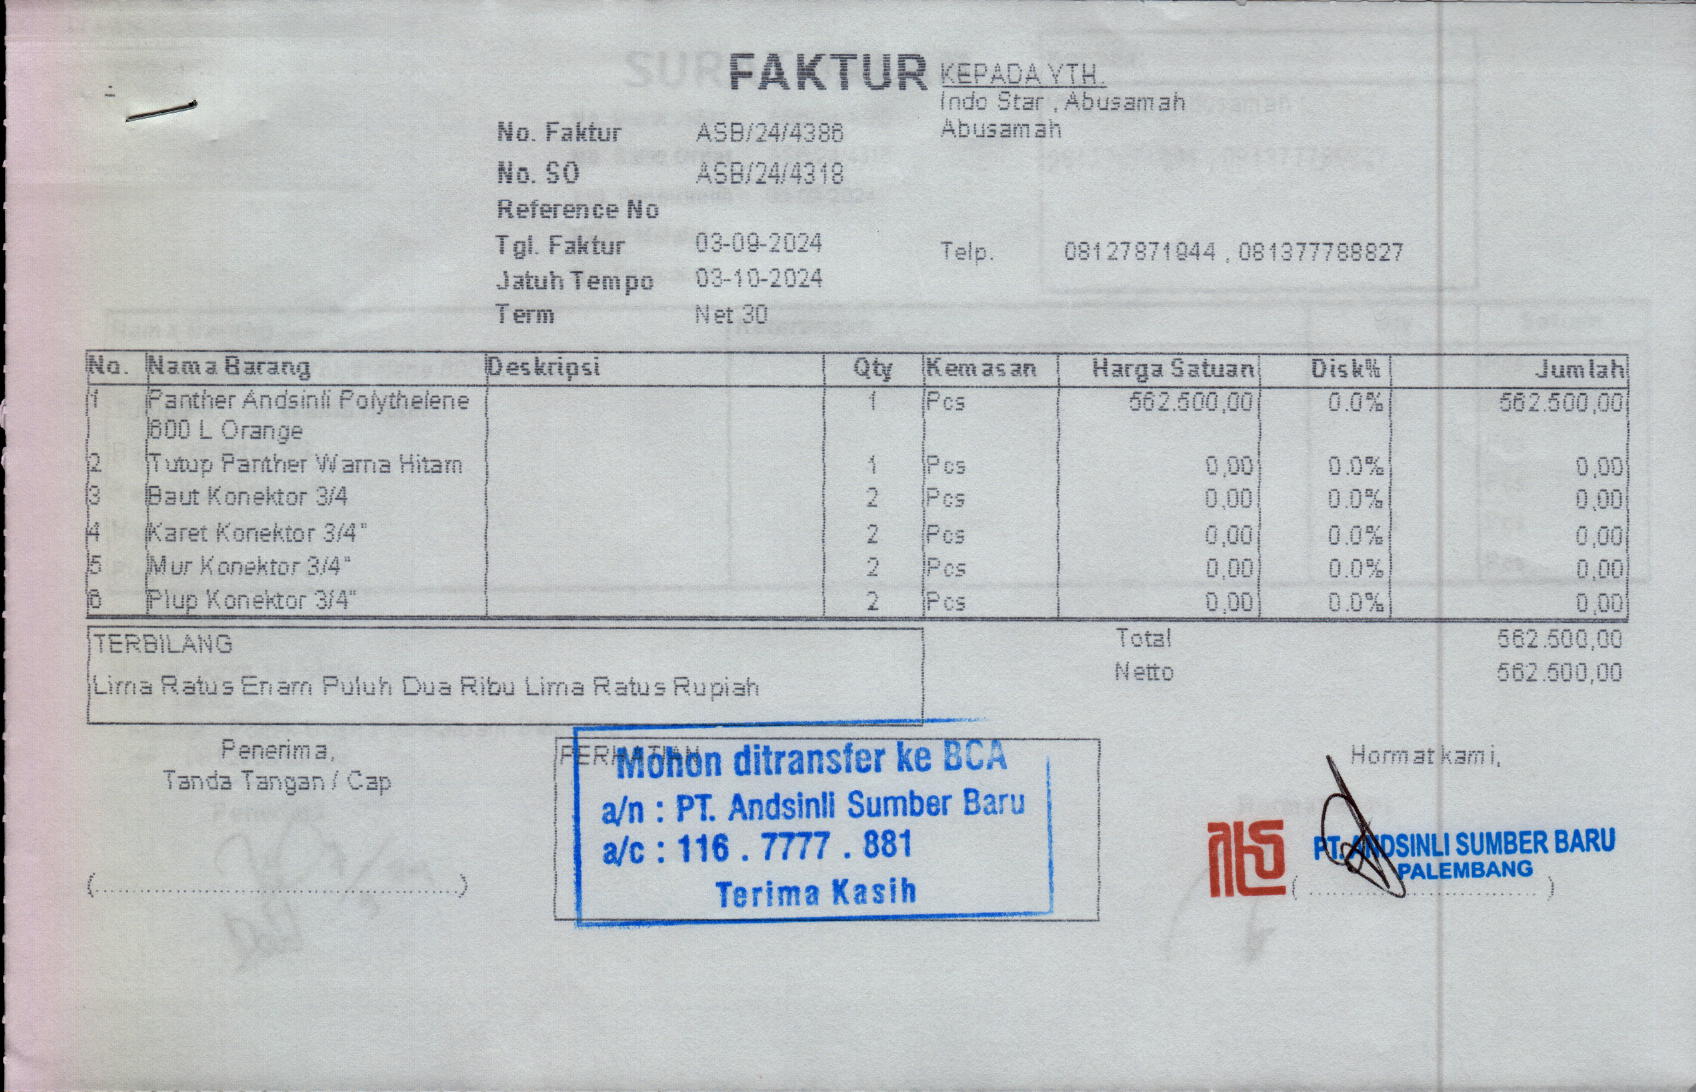 FAKTUR
KEPADA YTH.
Indo Star , Abusamah
Abusamah
No. Faktur ASB/24/4386
No. SO ASB/24/4318
Reference No
Tgl. Faktur 03-09-2024
Telp. 08127871944 , 081377788827
Jatuh Tempo 03-10-2024
Term Net 30
No. Nama Barang Deskripsi Qty Kemasan Harga Satuan Disk% Jumlah
1 Panther Andsinli Polythelene 1 Pcs 562.500,00 0.0% 562.500,00
600 L Orange
2 Tutup Panther Warna Hitam 1 Pcs 0,00 0.0% 0,00
3 Baut Konektor 3/4 2 Pcs 0,00 0.0% 0,00
4 Karet Konektor 3/4" 2 Pcs 0,00 0.0% 0,00
5 Mur Konektor 3/4" 2 Pcs 0,00 0.0% 0,00
6 Plup Konektor 3/4" 2 Pcs 0,00 0.0% 0,00
TERBILANG
Lima Ratus Enam Puluh Dua Ribu Lima Ratus Rupiah
Total 562.500,00
Netto 562.500,00
Penerima,
Tanda Tangan / Cap
(..........................................................)
PERHATIAN
Mohon ditransfer ke BCA
a/n : PT. Andsinli Sumber Baru
a/c : 116 . 7777 . 881
Terima Kasih
Hormat kami,
PT. ANDSINLI SUMBER BARU
PALEMBANG
(........................................)